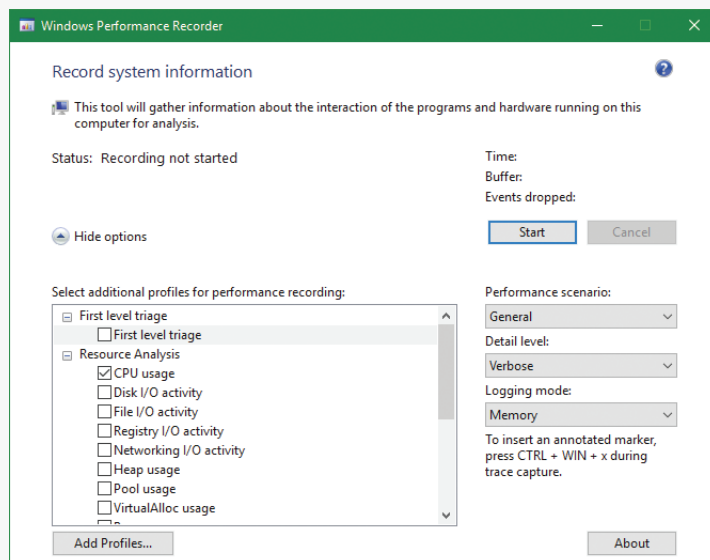 Windows Performance Recorder
Record system information
This tool will gather information about the interaction of the programs and hardware running on this
computer for analysis.
Status: Recording not started
Time:
Buffer:
Events dropped:
Hide options
Start
Cancel
Select additional profiles for performance recording:
First level triage
First level triage
Resource Analysis
CPU usage
Disk I/O activity
File I/O activity
Registry I/O activity
Networking I/O activity
Heap usage
Pool usage
VirtualAlloc usage
Performance scenario:
General
Detail level:
Verbose
Logging mode:
Memory
To insert an annotated marker,
press CTRL + WIN + x during
trace capture.
Add Profiles...
About